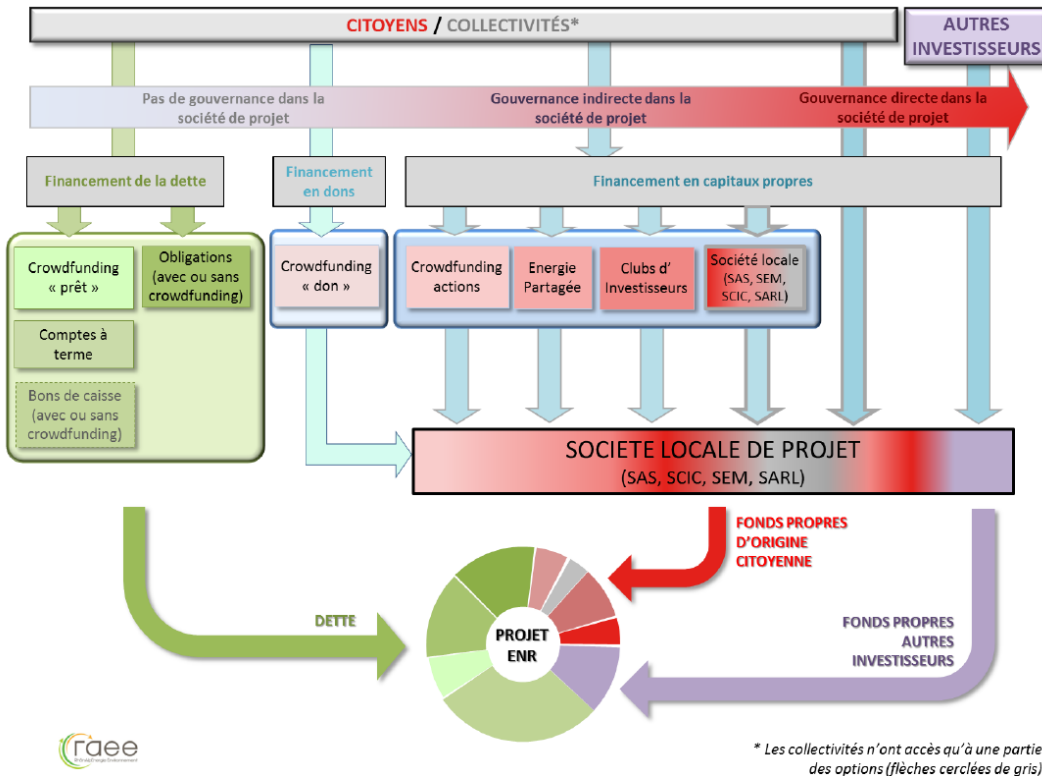 CITOYENS / COLLECTIVITÉS*
AUTRES
INVESTISSEURS
Pas de gouvernance dans la
société de projet
Gouvernance indirecte dans la
société de projet
Gouvernance directe dans la
société de projet
Financement de la dette
Financement
en dons
Financement en capitaux propres
Crowdfunding
« prêt »
Obligations
(avec ou sans
crowdfunding)
Comptes à
terme
Bons de caisse
(avec ou sans
crowdfunding)
Crowdfunding
« don »
Crowdfunding
actions
Energie
Partagée
Clubs d’
Investisseurs
Société locale
(SAS, SEM,
SCIC, SARL)
SOCIETE LOCALE DE PROJET
(SAS, SCIC, SEM, SARL)
FONDS PROPRES
D’ORIGINE
CITOYENNE
DETTE
PROJET
ENR
FONDS PROPRES
AUTRES
INVESTISSEURS
raee
* Les collectivités n’ont accès qu’à une partie
des options (flèches cerclées de gris)